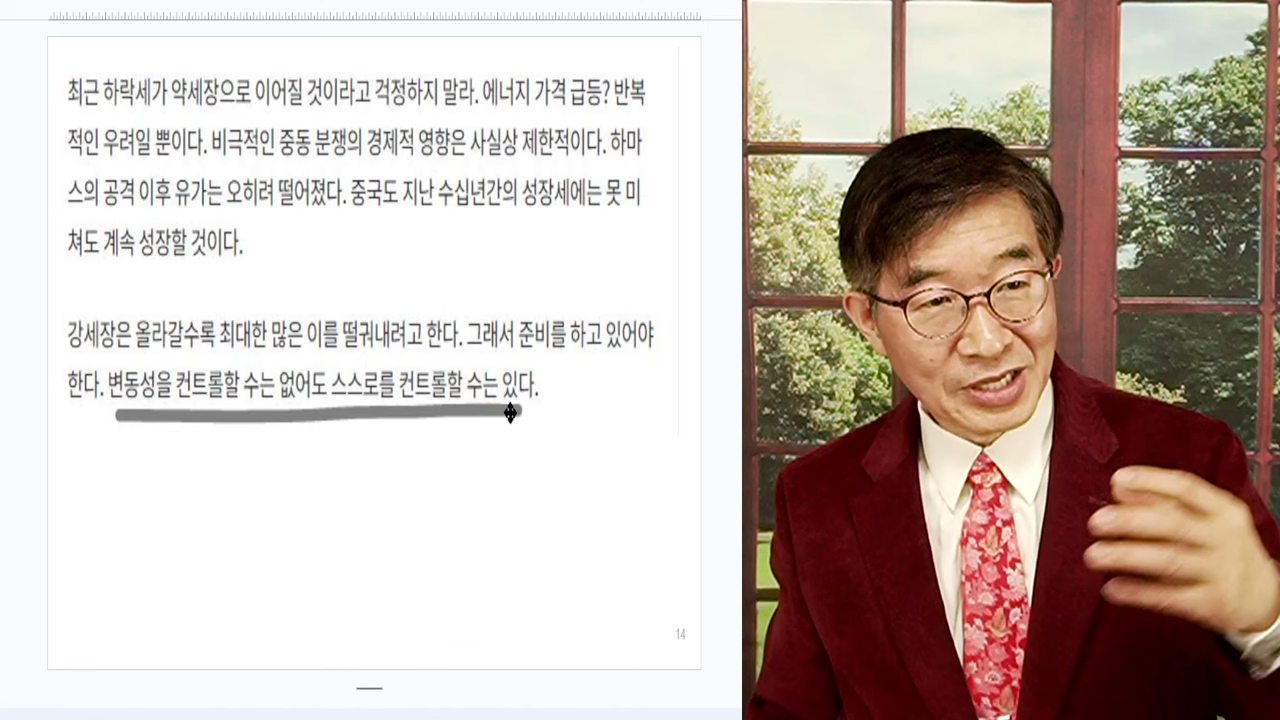 최근 하락세가 약세장으로 이어질 것이라고 걱정하지 말라. 에너지 가격 급등? 반복
적인 우려일 뿐이다. 비극적인 중동 분쟁의 경제적 영향은 사실상 제한적이다. 하마
스의 공격 이후 유가는 오히려 떨어졌다. 중국도 지난 수십년간의 성장세에는 못 미
쳐도 계속 성장할 것이다.
강세장은 올라갈수록 최대한 많은 이를 떨궈내려고 한다. 그래서 준비를 하고 있어야
한다. 변동성을 컨트롤할 수는 없어도 스스로를 컨트롤할 수는 있다.
14